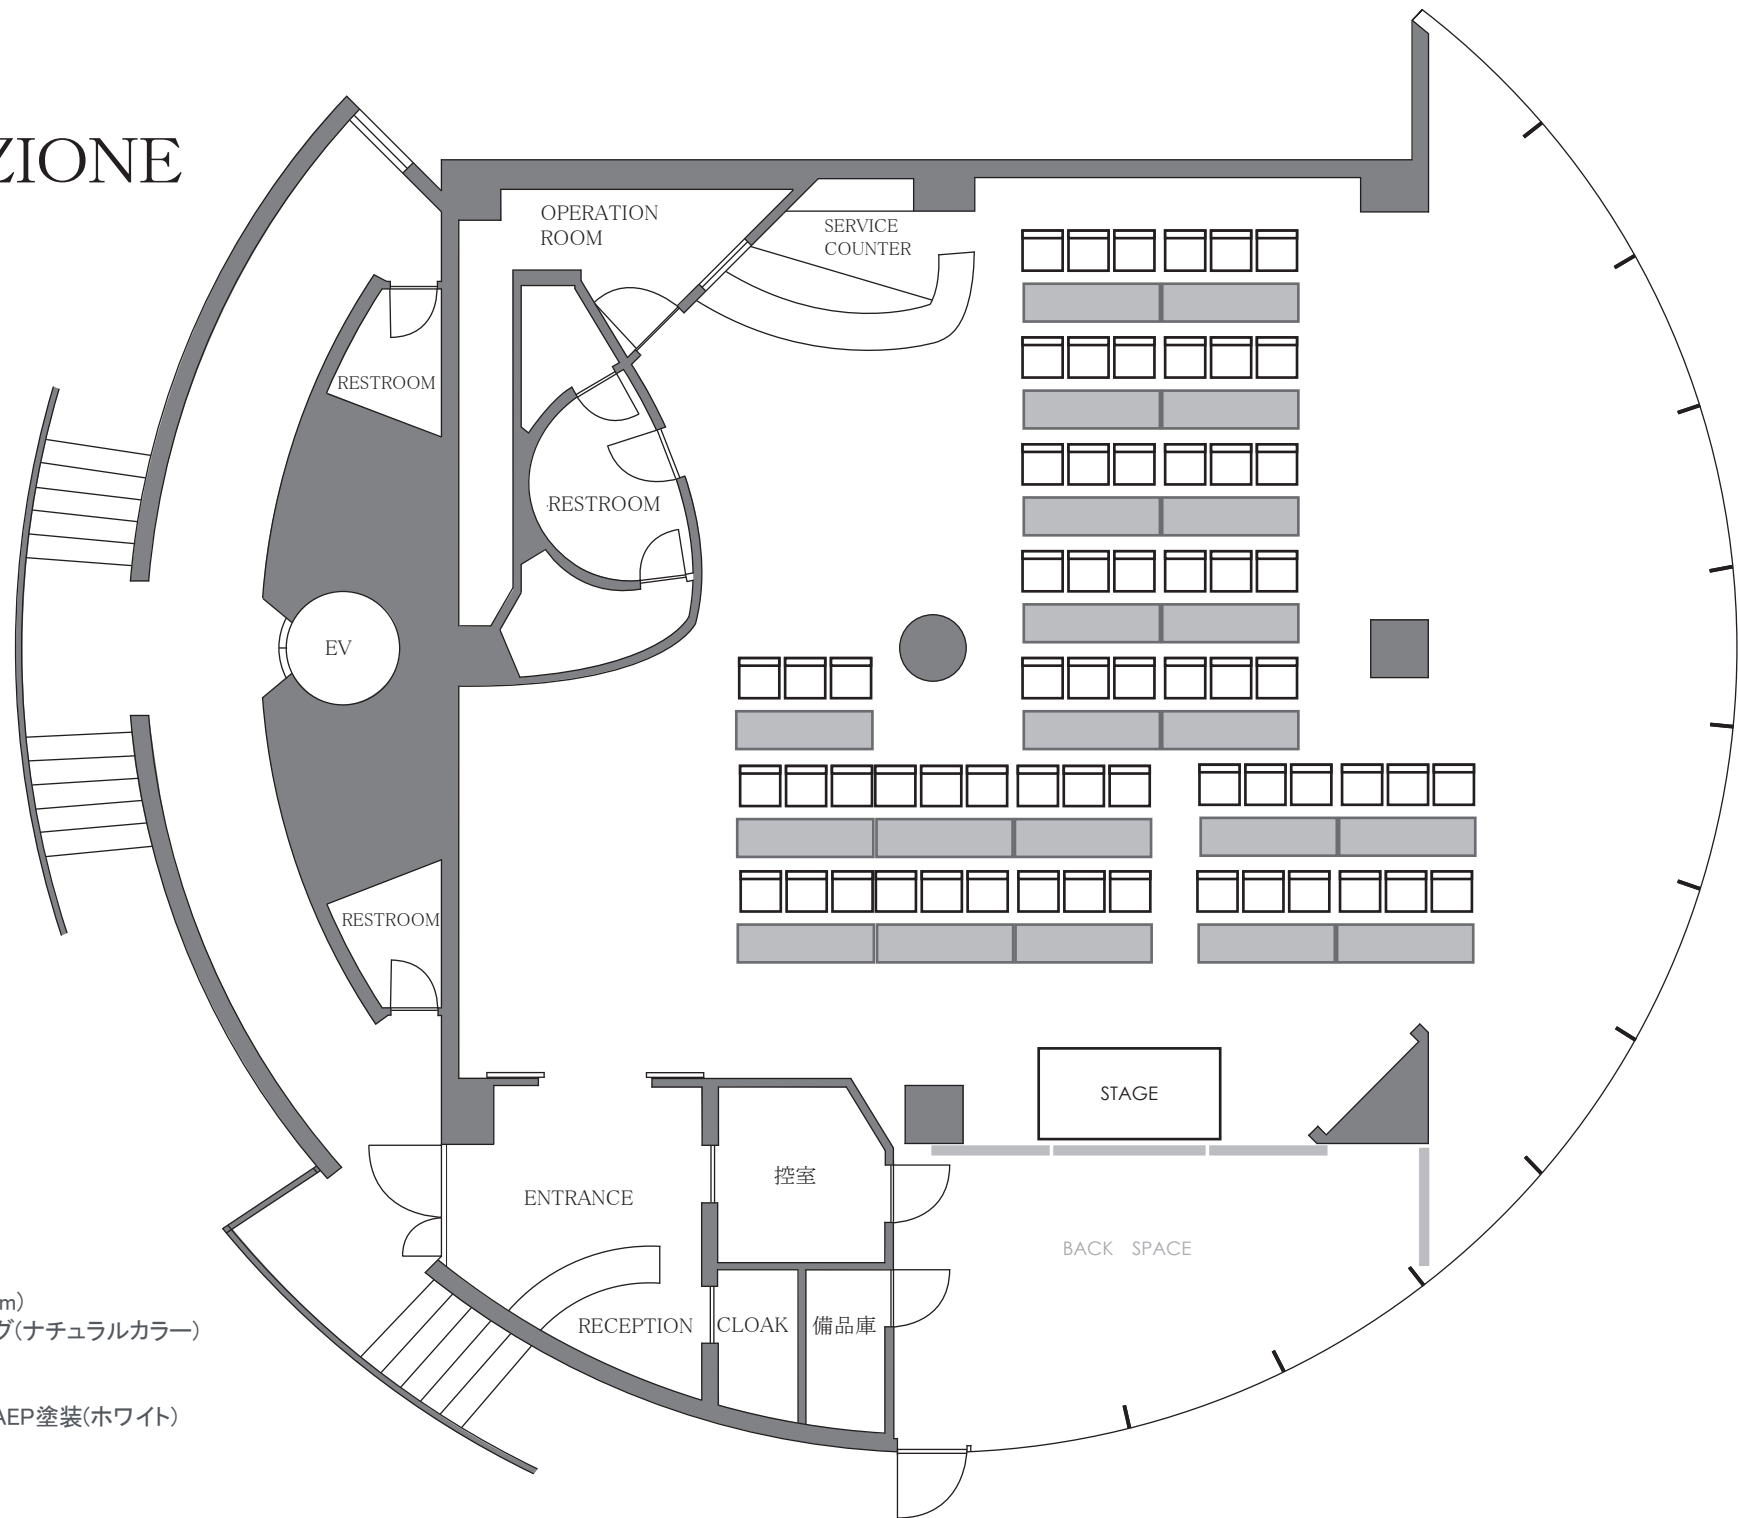 ZIONE
OPERATION
ROOM
SERVICE
COUNTER
RESTROOM
RESTROOM
EV
RESTROOM
STAGE
控室
ENTRANCE
BACK SPACE
m)
グ(ナチュラルカラー)
RECEPTION
CLOAK
備品庫
AEP塗装(ホワイト)